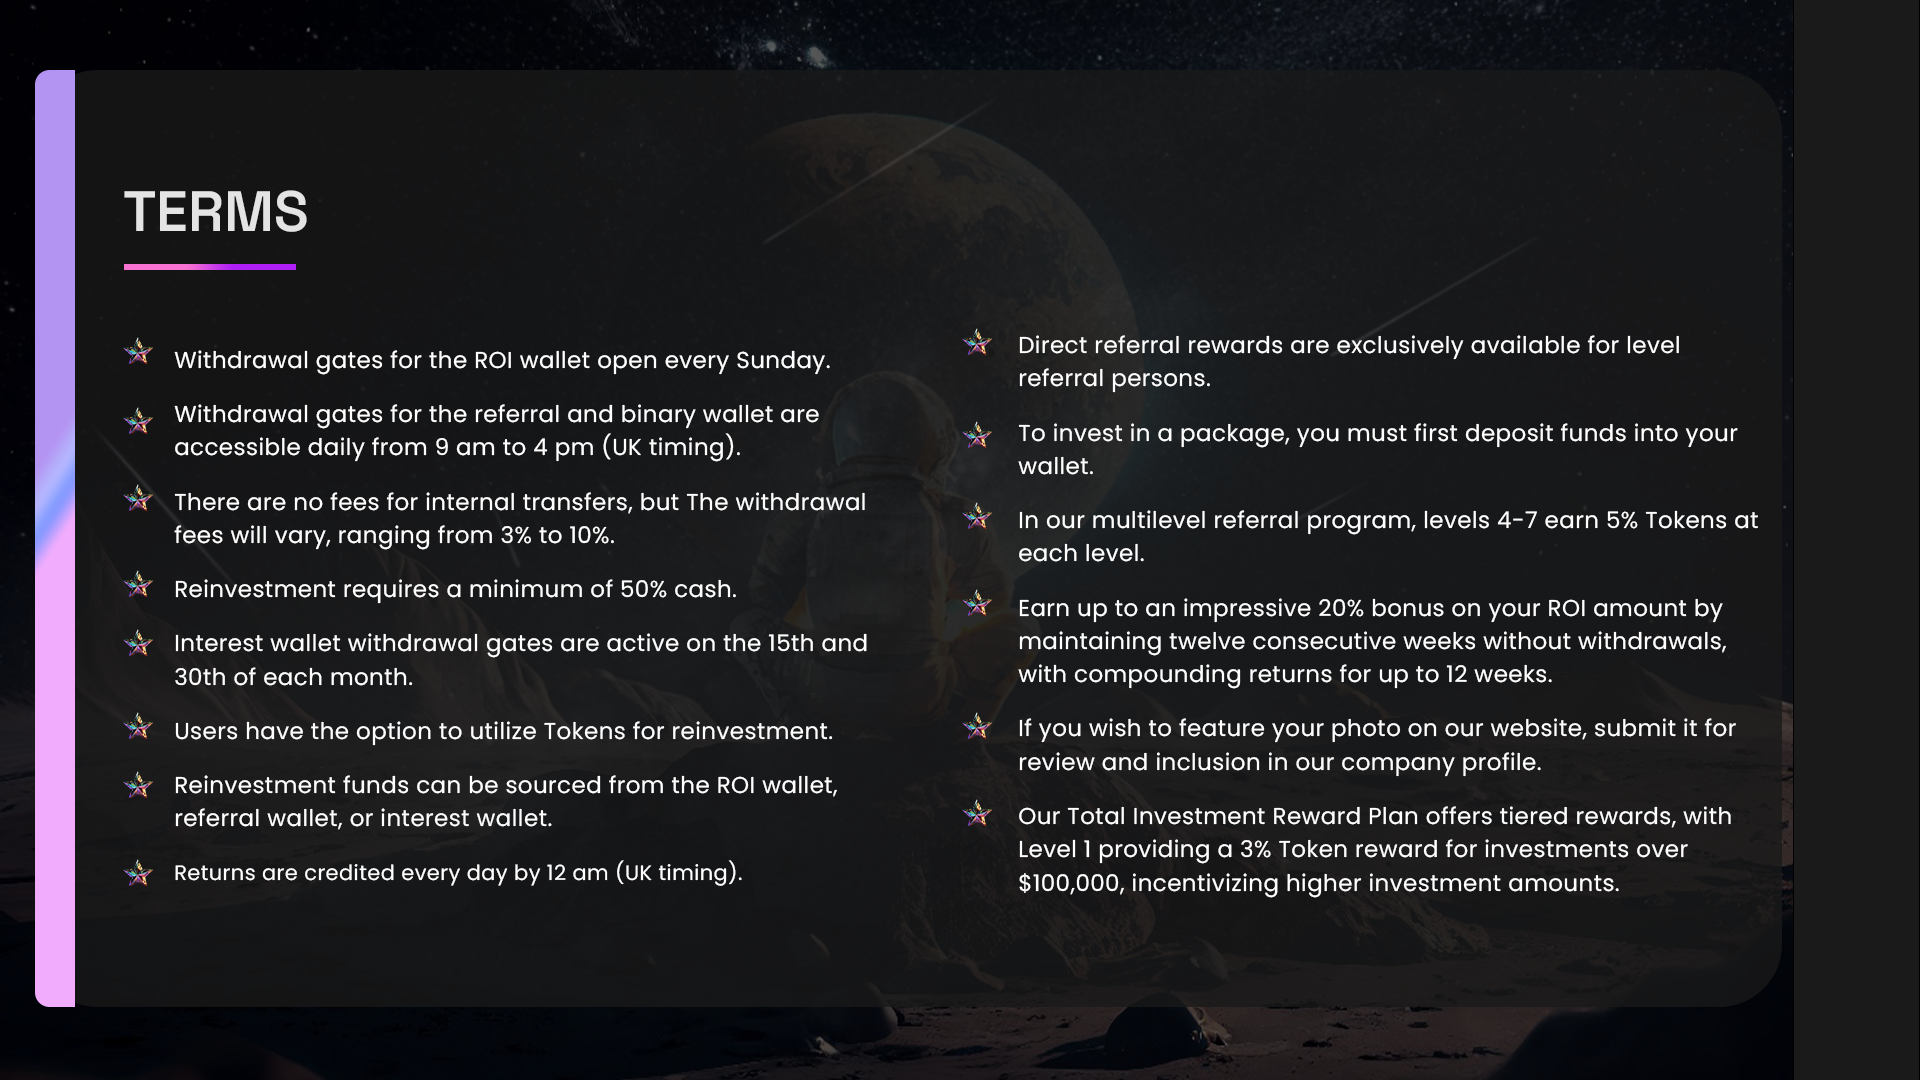 TERMS
Withdrawal gates for the ROI wallet open every Sunday.
Withdrawal gates for the referral and binary wallet are
accessible daily from 9 am to 4 pm (UK timing).
There are no fees for internal transfers, but The withdrawal
fees will vary, ranging from 3% to 10%.
Reinvestment requires a minimum of 50% cash.
Interest wallet withdrawal gates are active on the 15th and
30th of each month.
Users have the option to utilize Tokens for reinvestment.
Reinvestment funds can be sourced from the ROI wallet,
referral wallet, or interest wallet.
Returns are credited every day by 12 am (UK timing).
Direct referral rewards are exclusively available for level
referral persons.
To invest in a package, you must first deposit funds into your
wallet.
In our multilevel referral program, levels 4-7 earn 5% Tokens at
each level.
Earn up to an impressive 20% bonus on your ROI amount by
maintaining twelve consecutive weeks without withdrawals,
with compounding returns for up to 12 weeks.
If you wish to feature your photo on our website, submit it for
review and inclusion in our company profile.
Our Total Investment Reward Plan offers tiered rewards, with
Level 1 providing a 3% Token reward for investments over
$100,000, incentivizing higher investment amounts.